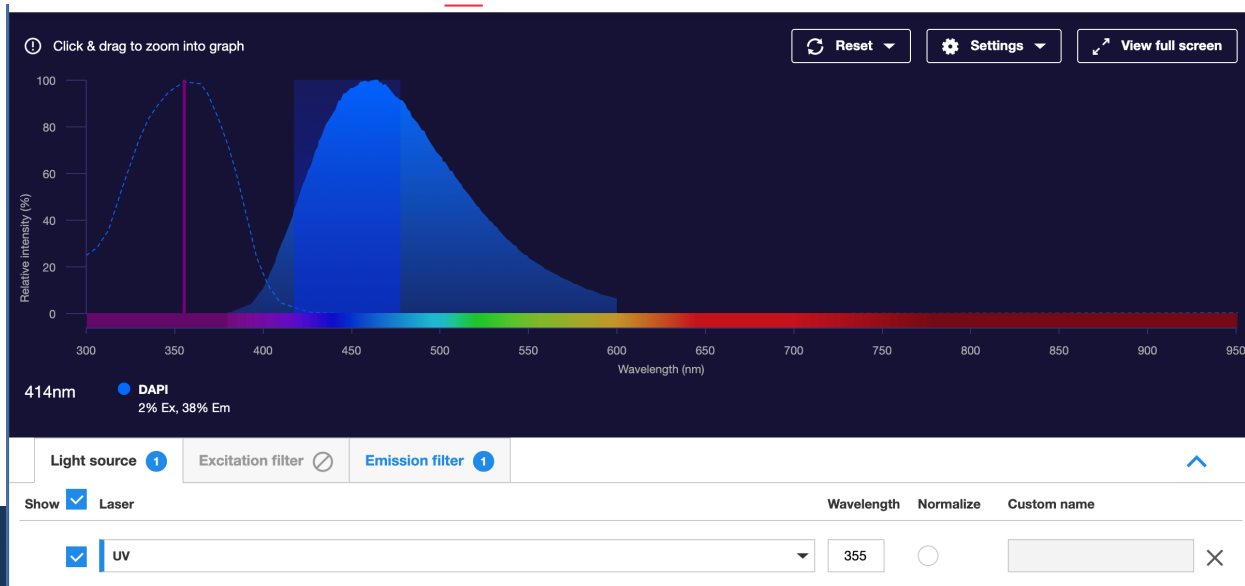 Click & drag to zoom into graph
Reset
Settings
View full screen
100
80
60
40
20
0
Relative intensity (%)
300 350 400 450 500 550 600 650 700 750 800 850 900 950
Wavelength (nm)
414nm
DAPI
2% Ex, 38% Em
Light source 1
Excitation filter
Emission filter 1
Show Laser Wavelength Normalize Custom name
UV 355